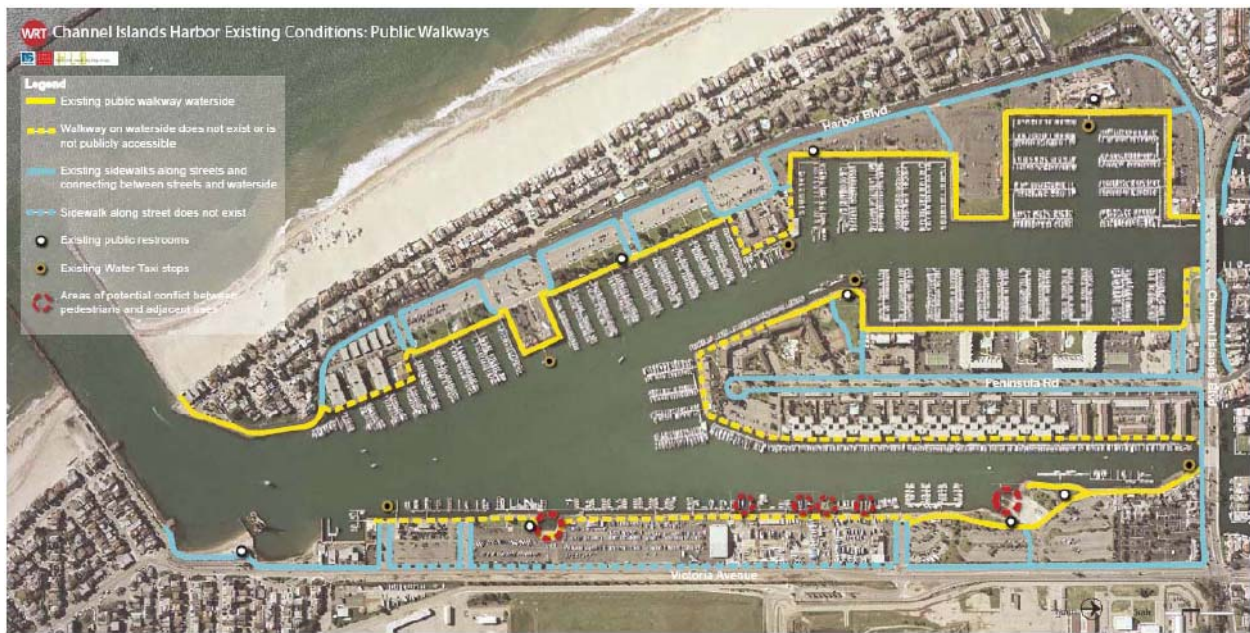 WRT Channel Islands Harbor Existing Conditions: Public Walkways
Legend
Existing public walkway waterside
Walkway on waterside does not exist or is
not publicly accessible
Existing sidewalks along streets and
connecting between streets and waterside
Sidewalk along street does not exist
Existing public restrooms
Existing Water Taxi stops
Areas of potential conflict between
pedestrians and adjacent uses
Harbor Blvd
Channel Islands Blvd
Peninsula Rd
Victoria Avenue